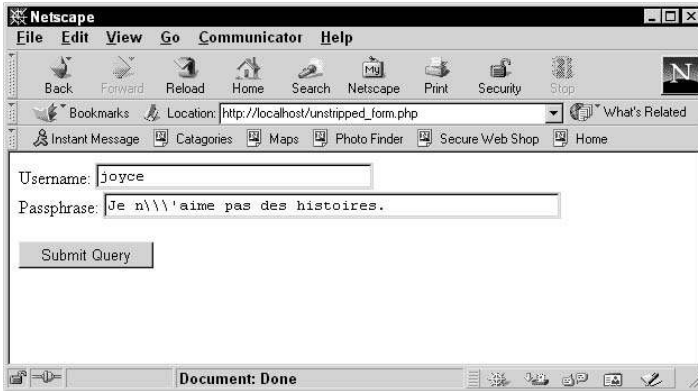 Netscape
File Edit View Go Communicator Help
N
My
Back Forward Reload Home Search Netscape Print Security Stop
Bookmarks Location: http://localhost/unstripped_form.php What's Related
Instant Message Catagories Maps Photo Finder Secure Web Shop Home
Username: joyce
Passphrase: Je n\\\'aime pas des histoires.
Submit Query
Document: Done